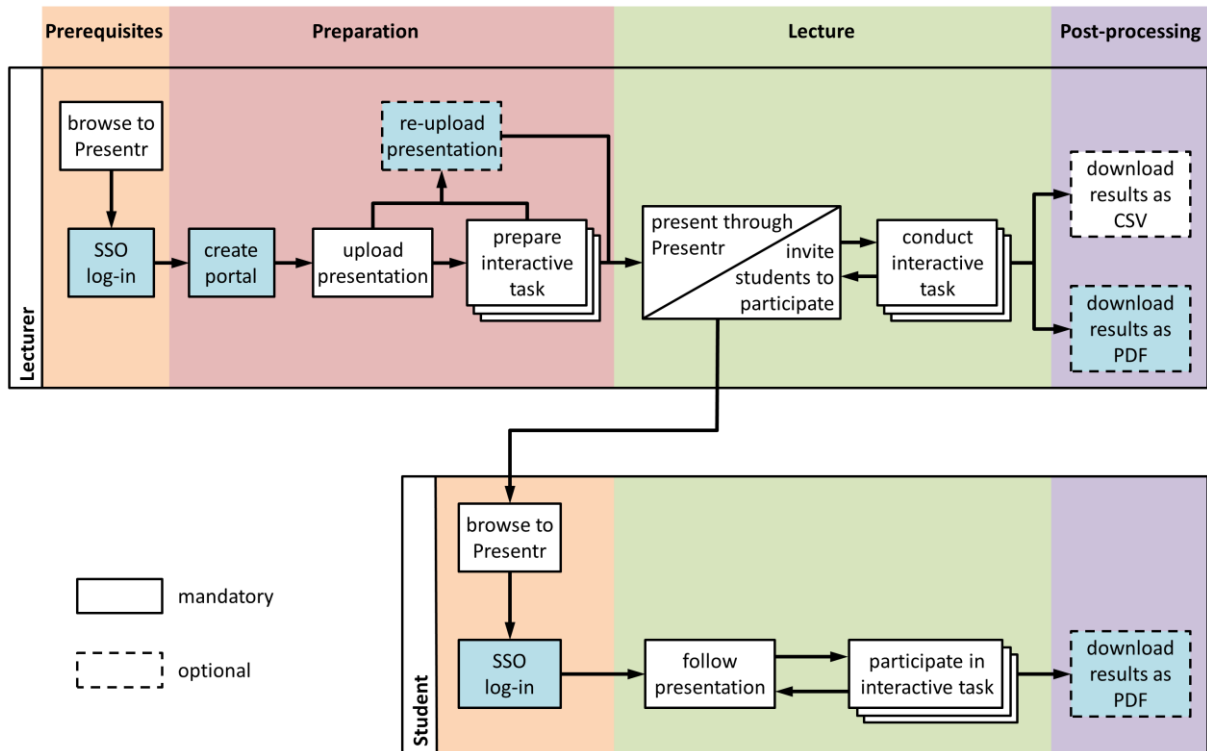 Prerequisites
Preparation
Lecture
Post-processing
Lecturer
browse to
Presentr
SSO
log-in
create
portal
upload
presentation
re-upload
presentation
prepare
interactive
task
present through
Presentr
invite
students to
participate
conduct
interactive
task
download
results as
CSV
download
results as
PDF
Student
browse to
Presentr
SSO
log-in
follow
presentation
participate in
interactive task
download
results as
PDF
mandatory
optional